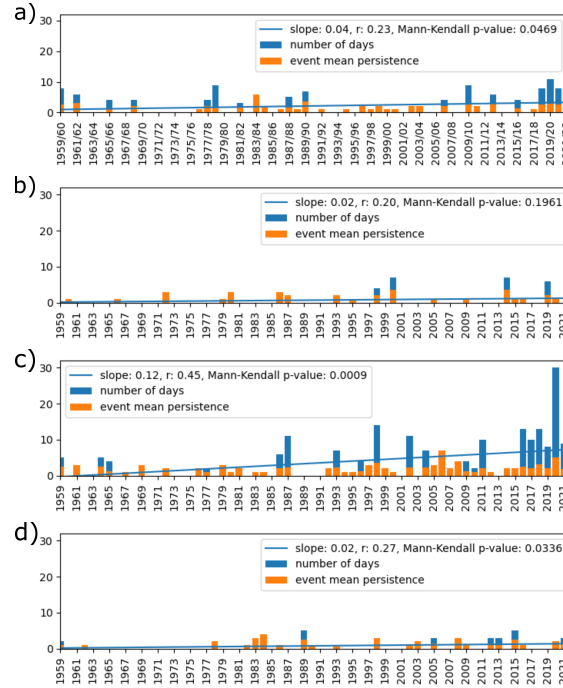 a)
slope: 0.04, r: 0.23, Mann-Kendall p-value: 0.0469
number of days
event mean persistence
30
20
10
0
1959/60 1961/62 1963/64 1965/66 1967/68 1969/70 1971/72 1973/74 1975/76 1977/78 1979/80 1981/82 1983/84 1985/86 1987/88 1989/90 1991/92 1993/94 1995/96 1997/98 1999/00 2001/02 2003/04 2005/06 2007/08 2009/10 2011/12 2013/14 2015/16 2017/18 2019/20
b)
slope: 0.02, r: 0.20, Mann-Kendall p-value: 0.1961
number of days
event mean persistence
30
20
10
0
1959 1961 1963 1965 1967 1969 1971 1973 1975 1977 1979 1981 1983 1985 1987 1989 1991 1993 1995 1997 1999 2001 2003 2005 2007 2009 2011 2013 2015 2017 2019 2021
c)
slope: 0.12, r: 0.45, Mann-Kendall p-value: 0.0009
number of days
event mean persistence
30
20
10
0
1959 1961 1963 1965 1967 1969 1971 1973 1975 1977 1979 1981 1983 1985 1987 1989 1991 1993 1995 1997 1999 2001 2003 2005 2007 2009 2011 2013 2015 2017 2019 2021
d)
slope: 0.02, r: 0.27, Mann-Kendall p-value: 0.0336
number of days
event mean persistence
30
20
10
0
1959 1961 1963 1965 1967 1969 1971 1973 1975 1977 1979 1981 1983 1985 1987 1989 1991 1993 1995 1997 1999 2001 2003 2005 2007 2009 2011 2013 2015 2017 2019 2021